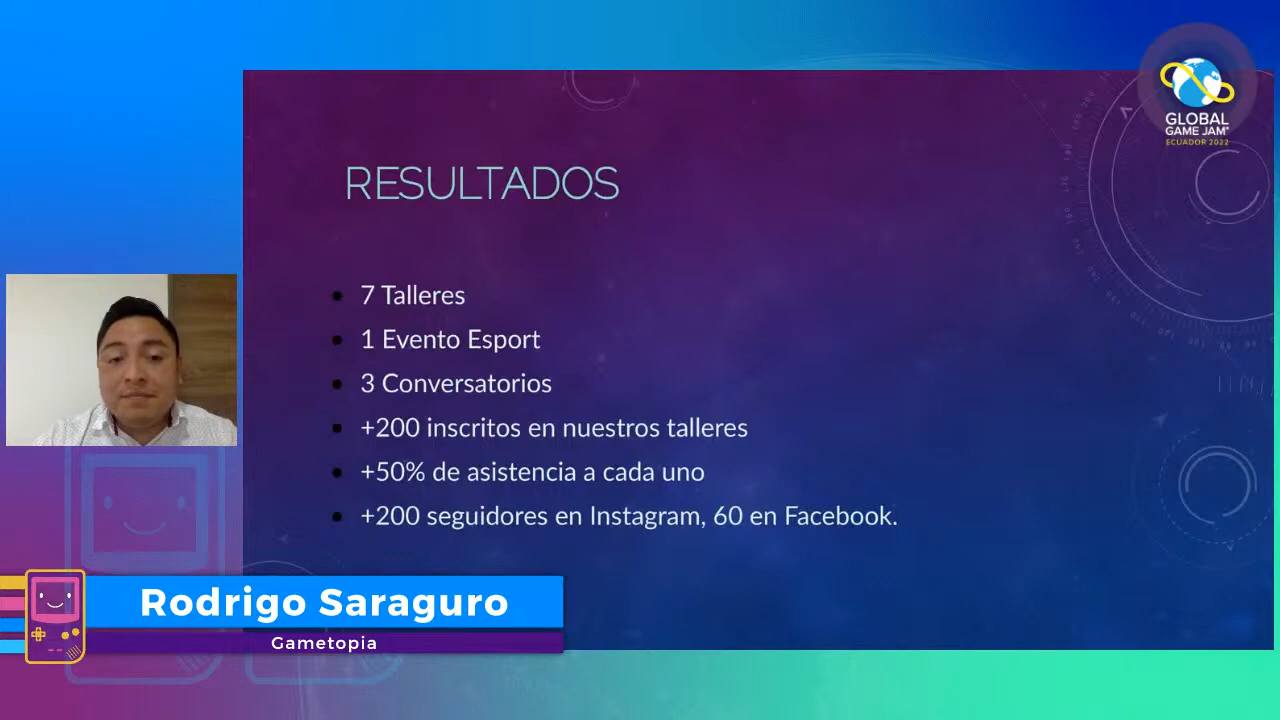 GLOBAL
GAME JAM
ECUADOR 2022
RESULTADOS
7 Talleres
1 Evento Esport
3 Conversatorios
+200 inscritos en nuestros talleres
+50% de asistencia a cada uno
+200 seguidores en Instagram, 60 en Facebook.
Rodrigo Saraguro
Gametopia